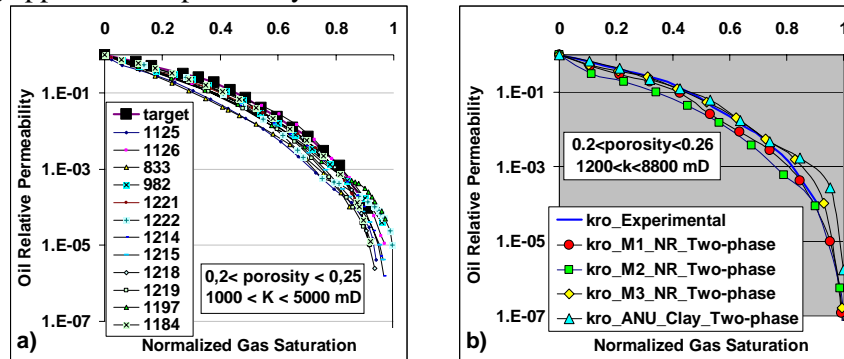 0 0.2 0.4 0.6 0.8 1
1.E-01
1.E-03
1.E-05
1.E-07
Oil Relative Permeability
target
1125
1126
833
982
1221
1222
1214
1215
1218
1219
1197
1184
0,2< porosity < 0,25
1000 < K < 5000 mD
a)
Normalized Gas Saturation
0 0.2 0.4 0.6 0.8 1
1.E-01
1.E-03
1.E-05
1.E-07
Oil Relative Permeability
0.2<porosity<0.26
1200<k<8800 mD
kro_Experimental
kro_M1_NR_Two-phase
kro_M2_NR_Two-phase
kro_M3_NR_Two-phase
kro_ANU_Clay_Two-phase
b)
Normalized Gas Saturation